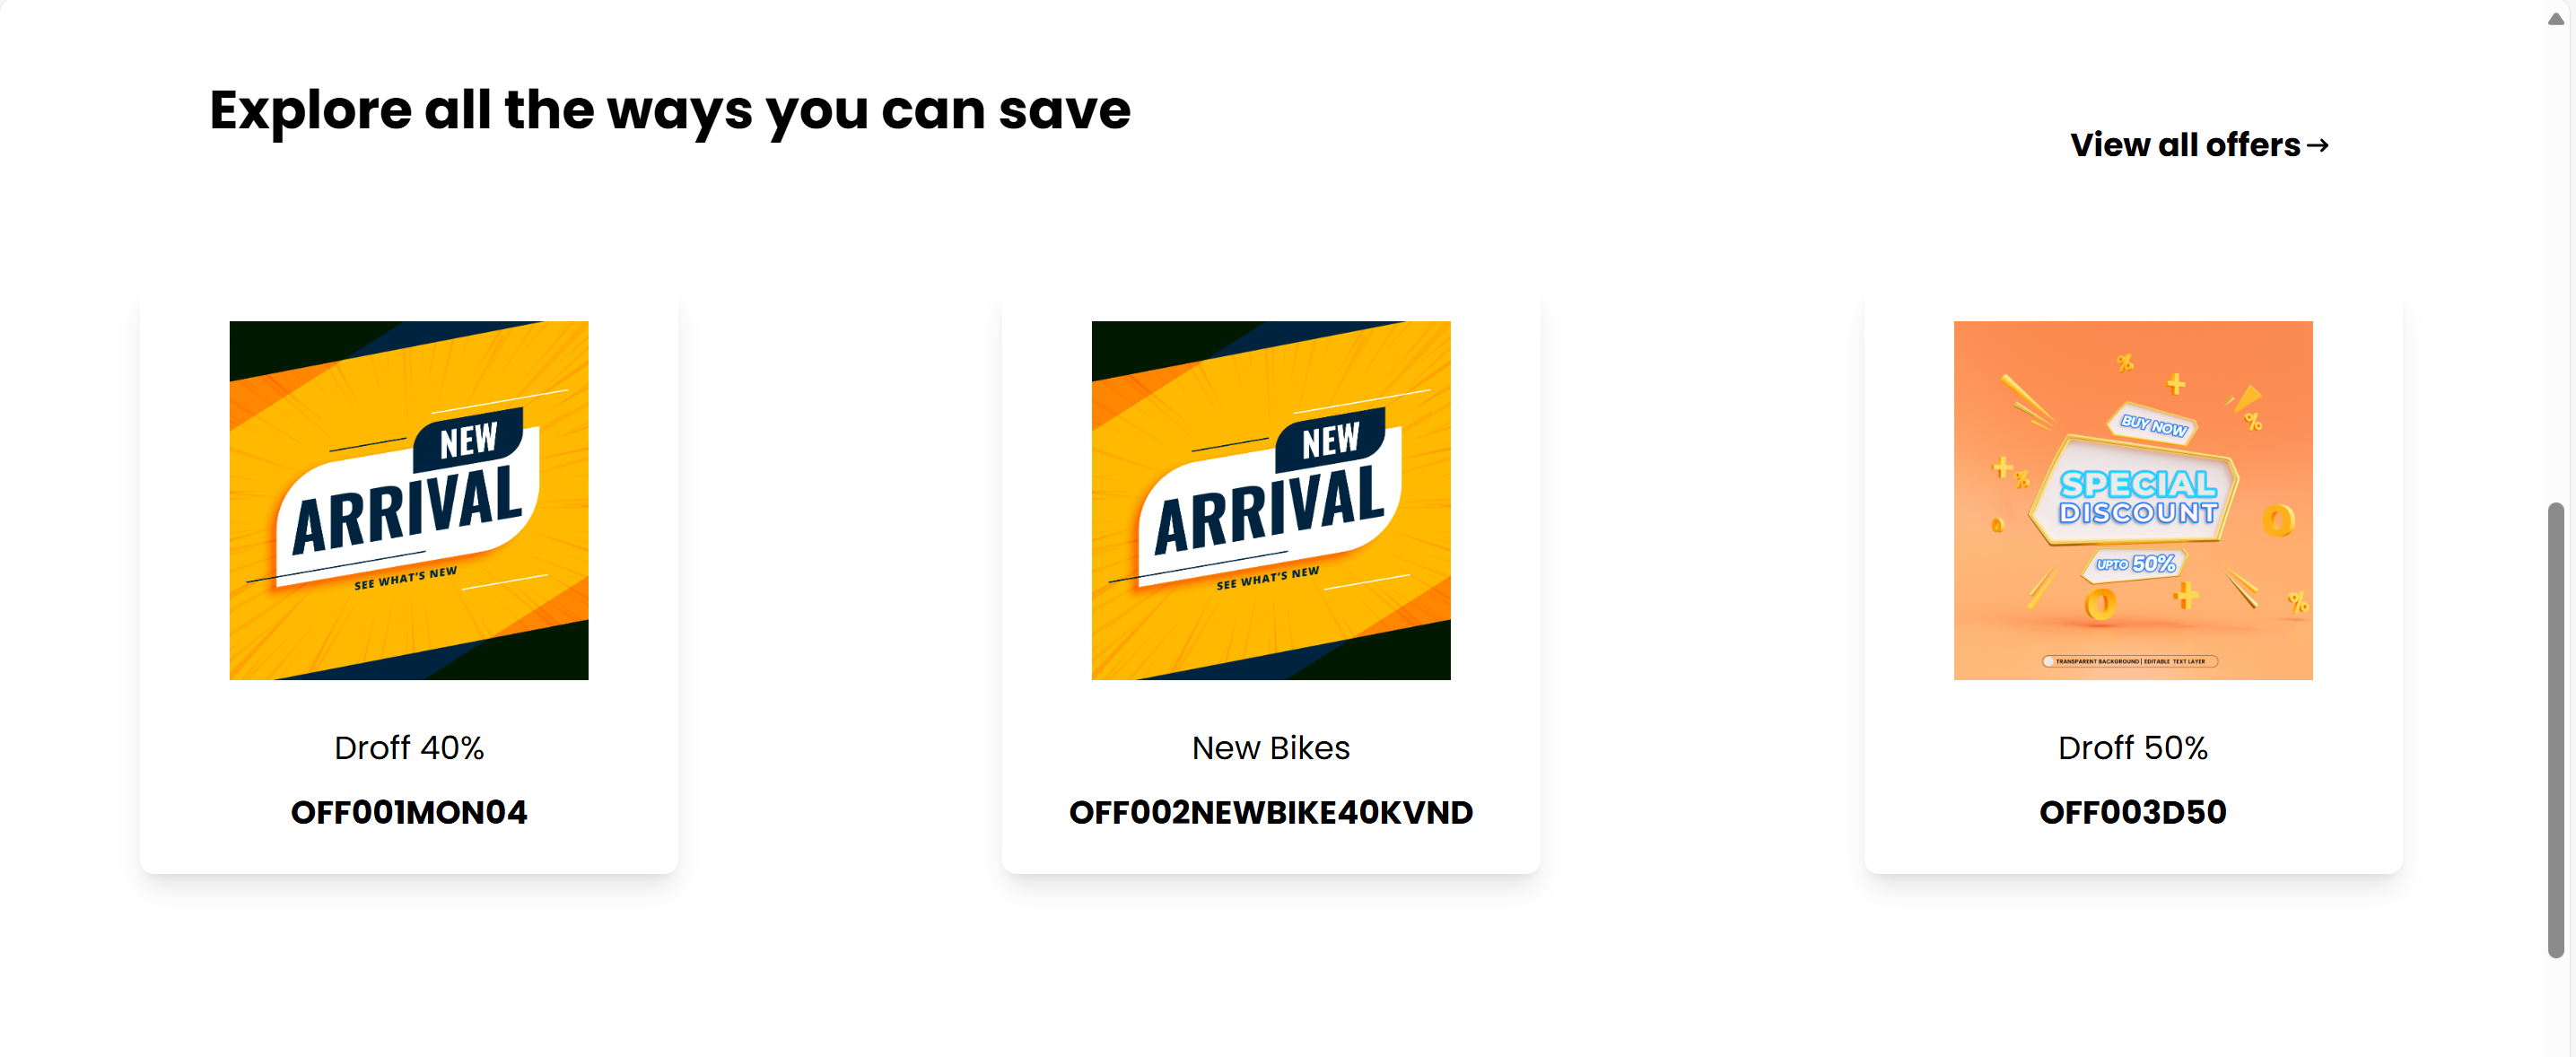 Explore all the ways you can save
View all offers→
NEW
ARRIVAL
SEE WHAT'S NEW
Droff 40%
OFF001MON04
NEW
ARRIVAL
SEE WHAT'S NEW
New Bikes
OFF002NEWBIKE40KVND
BUY NOW
SPECIAL
DISCOUNT
UPTO 50%
TRANSPARENT BACKGROUND | EDITABLE TEXT LAYER
Droff 50%
OFF003D50